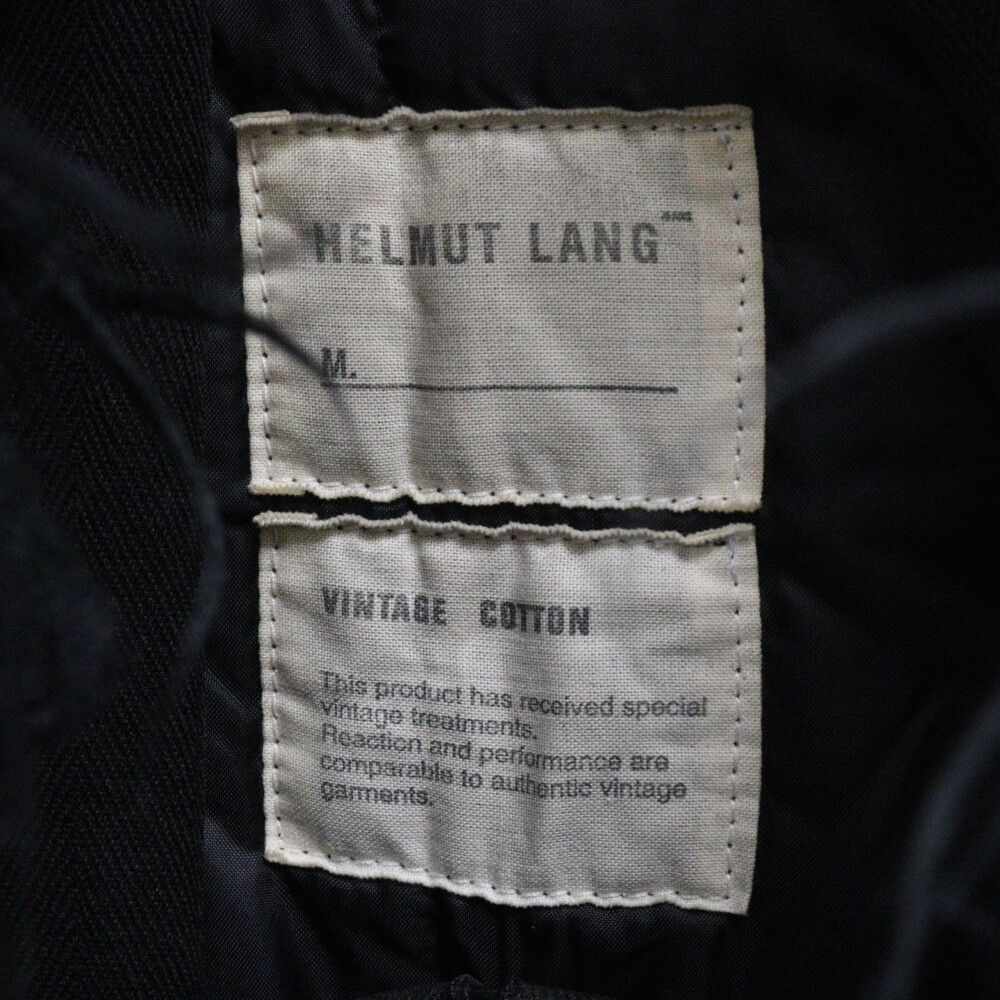 HELMUT LANG JEANS
M.
VINTAGE COTTON
This product has received special
vintage treatments.
Reaction and performance are
comparable to authentic vintage
garments.